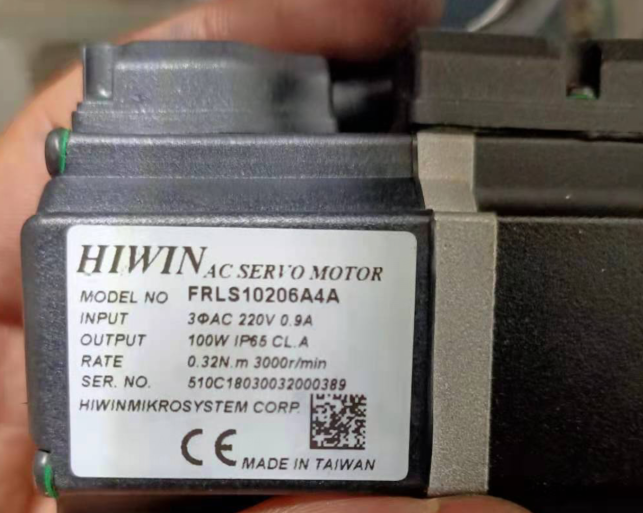 HIWIN AC SERVO MOTOR
MODEL NO FRLS10206A4A
INPUT 3ΦAC 220V 0.9A
OUTPUT 100W IP65 CL.A
RATE 0.32N.m 3000r/min
SER. NO. 510C18030032000389
HIWINMIKROSYSTEM CORP.
CE MADE IN TAIWAN